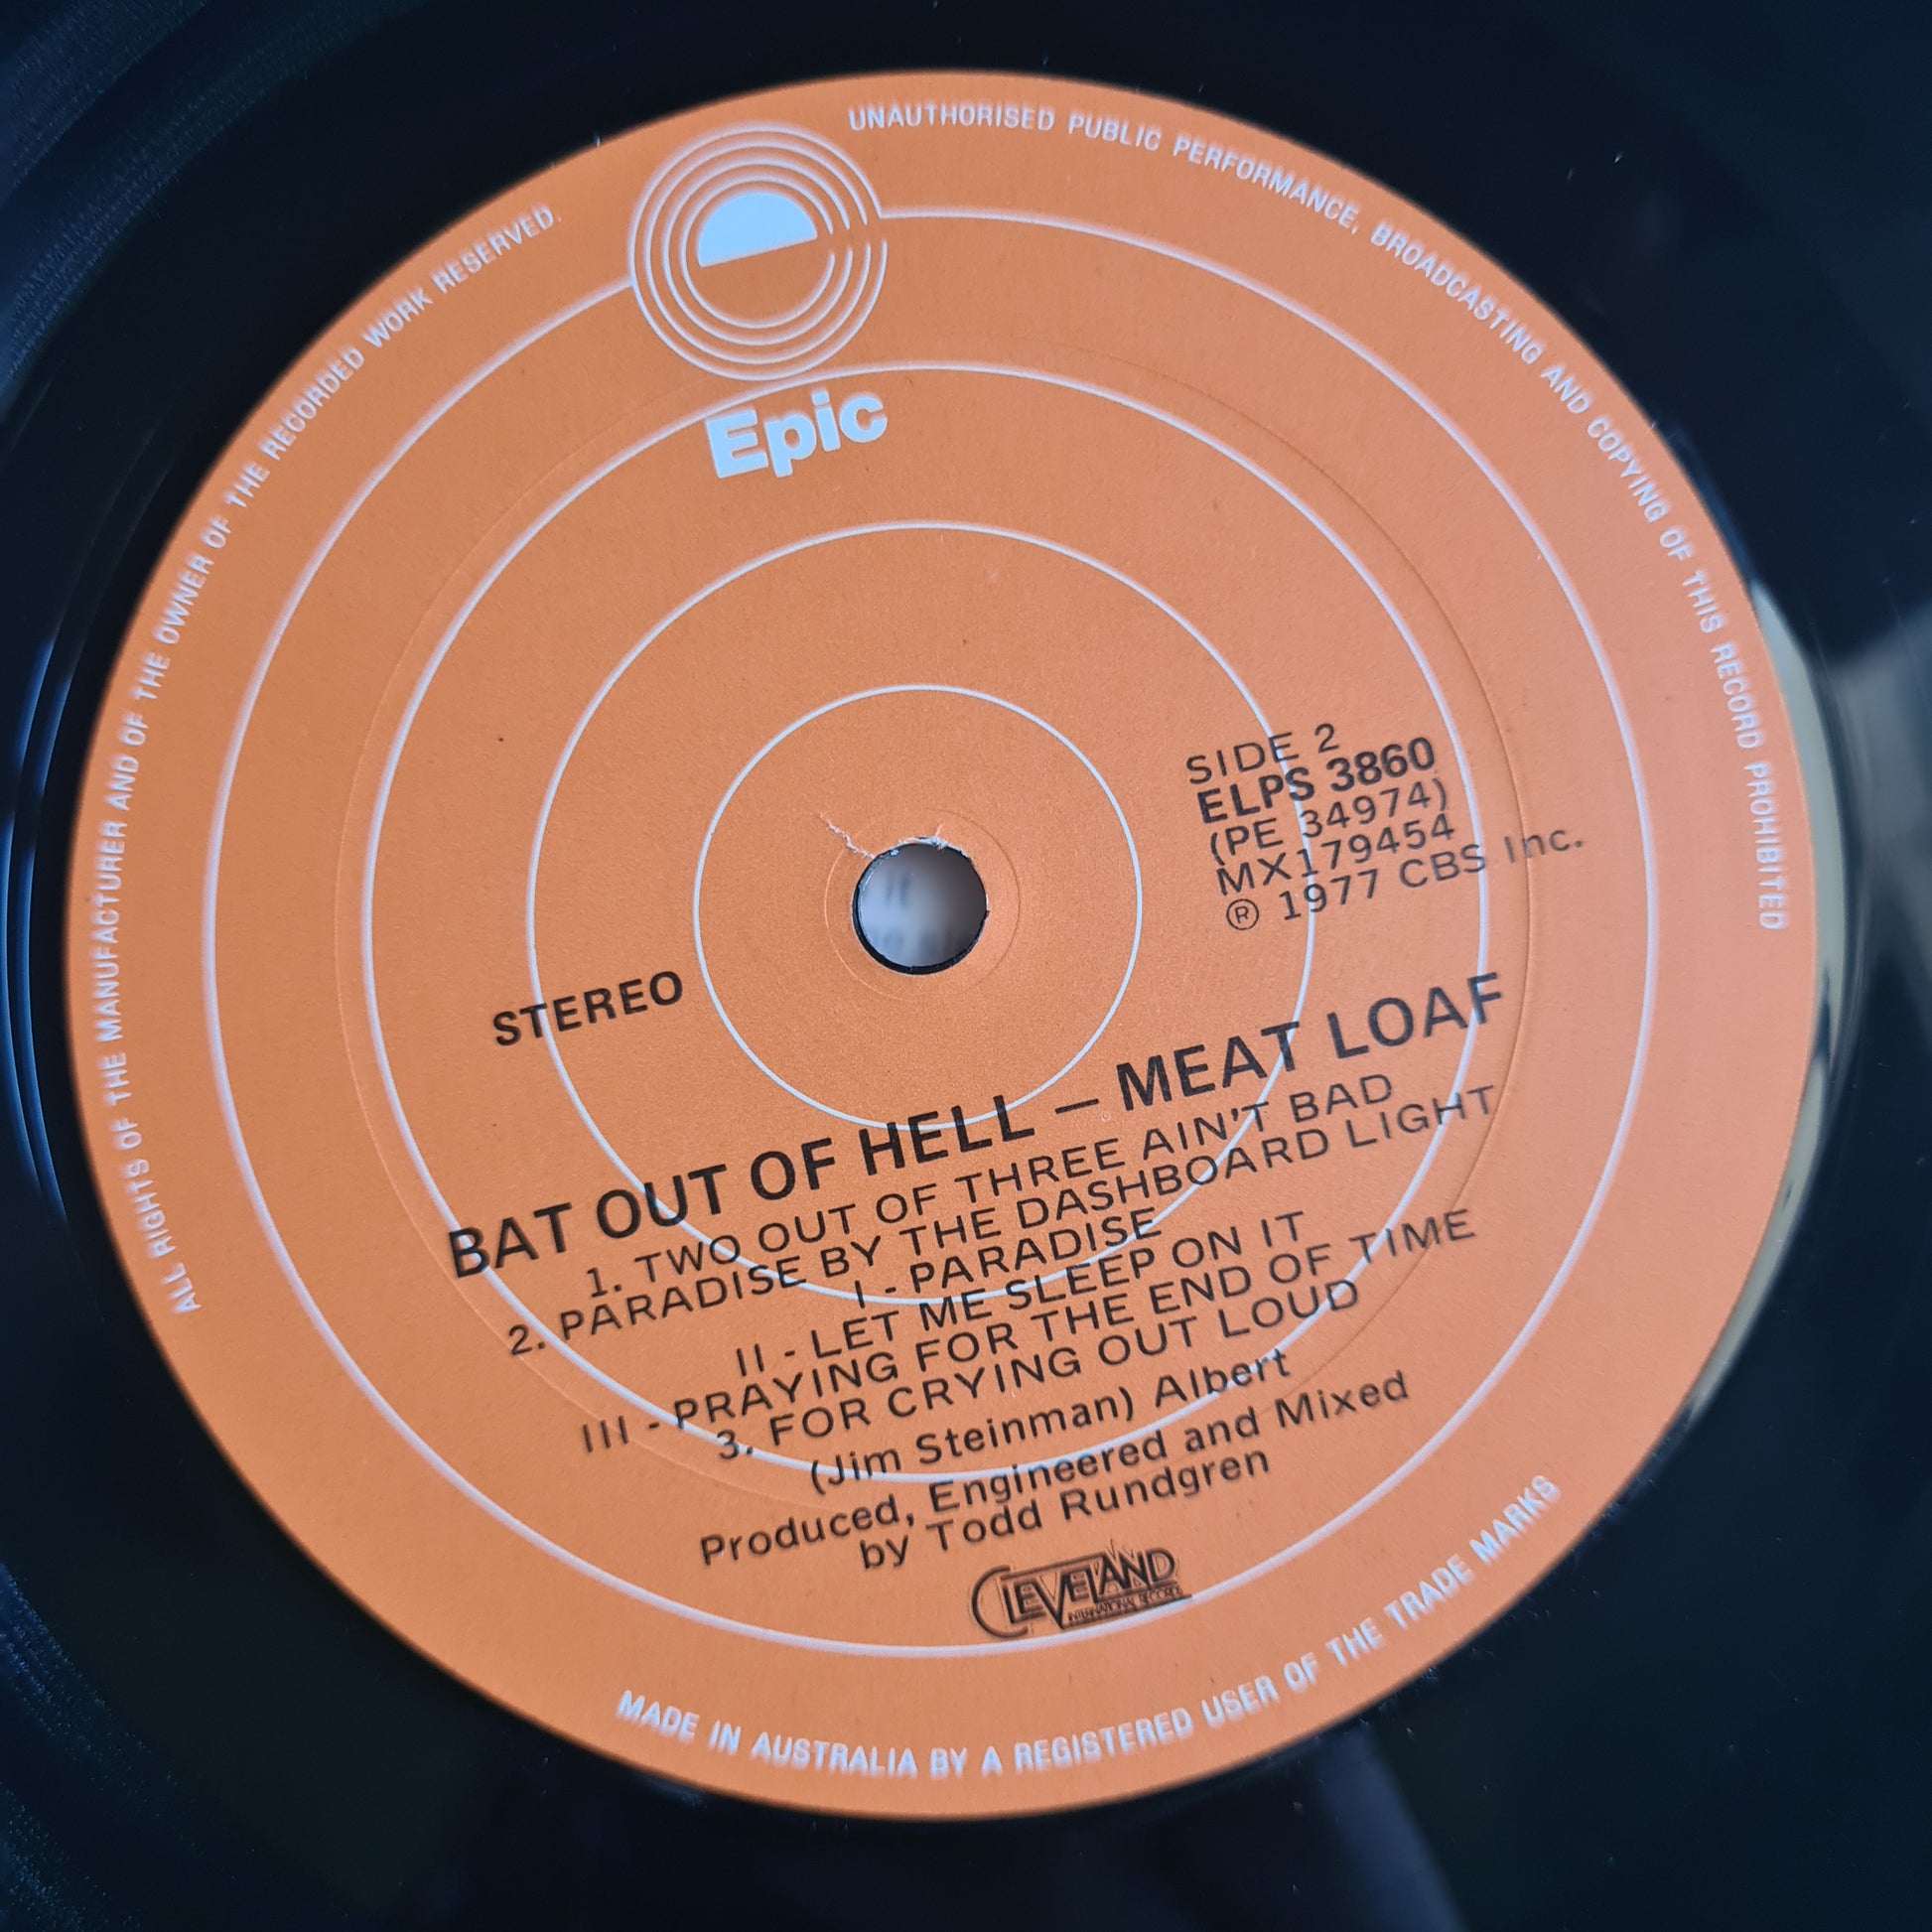 UNAUTHORISED PUBLIC PERFORMANCE, BROADCASTING AND COPYING OF THIS RECORD PROHIBITED
ALL RIGHTS OF THE MANUFACTURER AND OF THE OWNER OF THE RECORDED WORK RESERVED.
Epic
SIDE 2
ELPS 3860
(PE 34974)
MX179454
Ⓡ 1977 CBS Inc.
STEREO
BAT OUT OF HELL – MEAT LOAF
1. TWO OUT OF THREE AIN'T BAD
2. PARADISE BY THE DASHBOARD LIGHT
I - PARADISE
II - LET ME SLEEP ON IT
III - PRAYING FOR THE END OF TIME
3. FOR CRYING OUT LOUD
(Jim Steinman) Albert
Produced, Engineered and Mixed
by Todd Rundgren
CLEVELAND
INTERNATIONAL RECORDS
MADE IN AUSTRALIA BY A REGISTERED USER OF THE TRADE MARKS